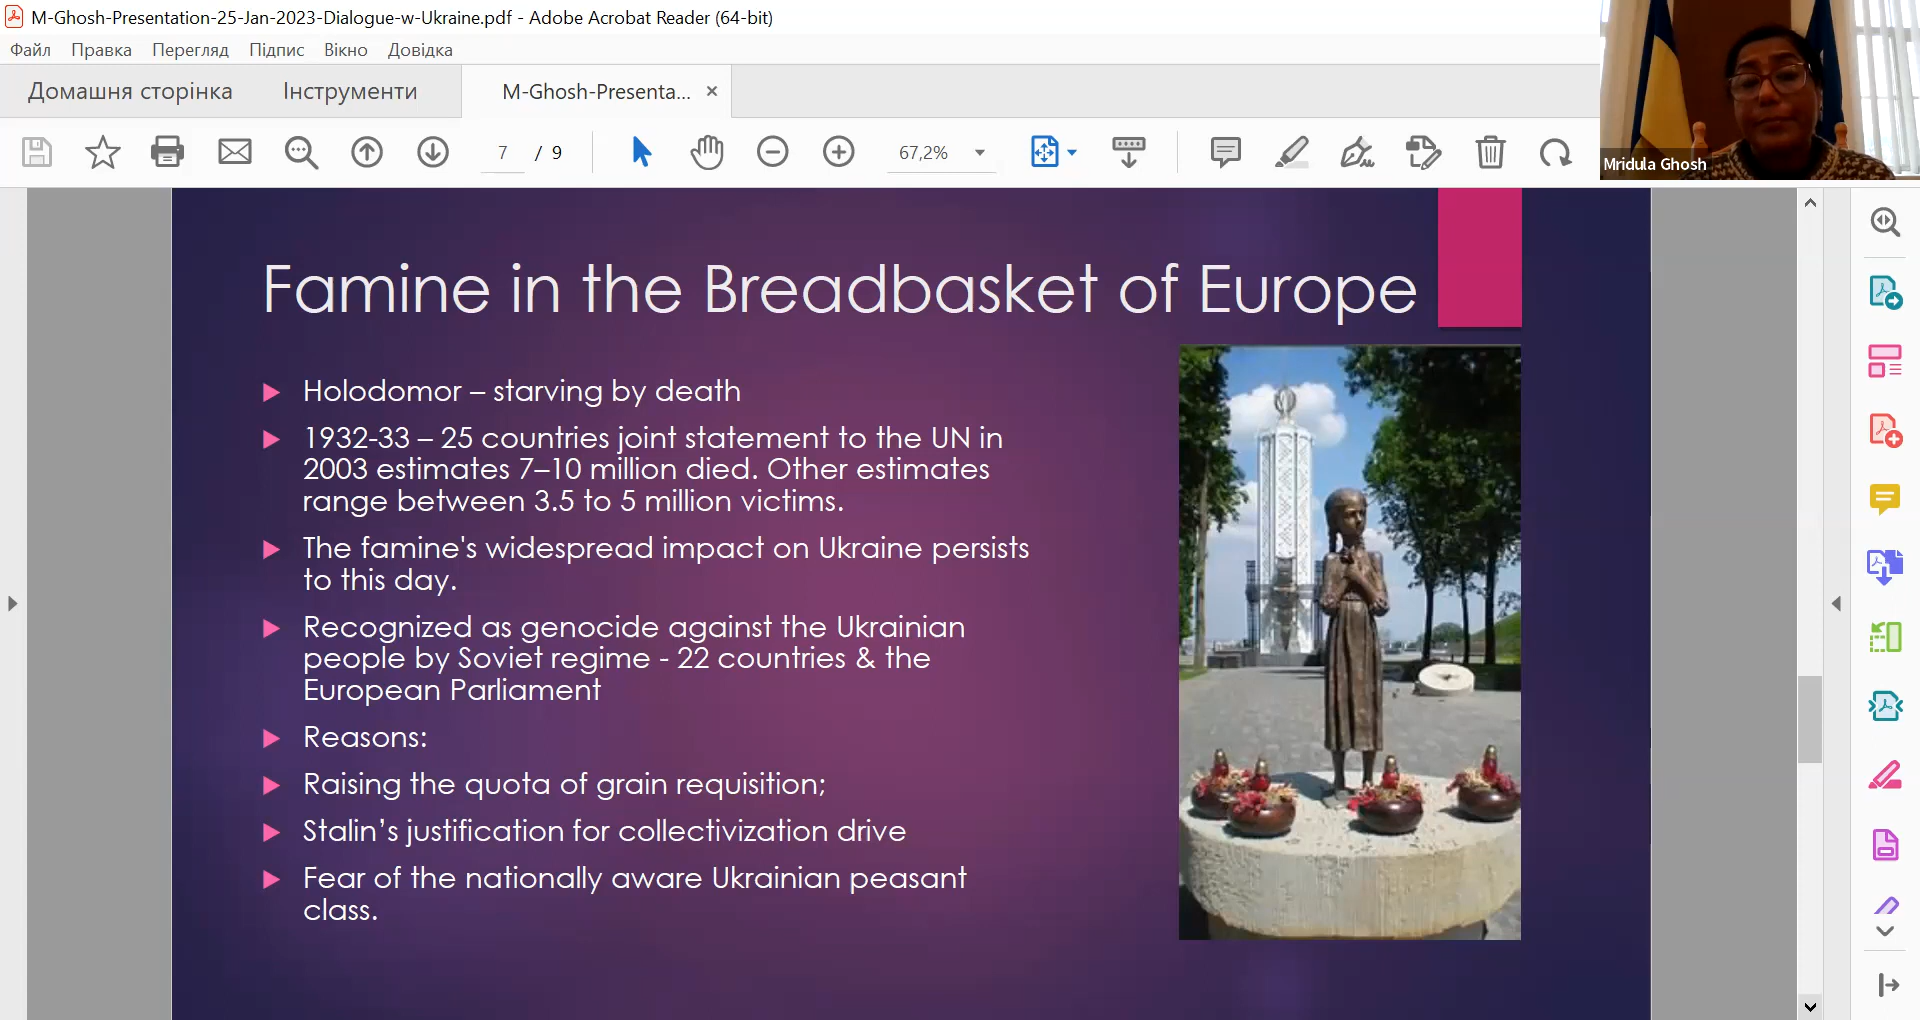 M-Ghosh-Presentation-25-Jan-2023-Dialogue-w-Ukraine.pdf - Adobe Acrobat Reader (64-bit)
Файл Правка Перегляд Підпис Вікно Довідка
Домашня сторінка Інструменти M-Ghosh-Presenta...
7 / 9 67,2%
Mridula Ghosh
Famine in the Breadbasket of Europe
Holodomor – starving by death
1932-33 – 25 countries joint statement to the UN in
2003 estimates 7–10 million died. Other estimates
range between 3.5 to 5 million victims.
The famine's widespread impact on Ukraine persists
to this day.
Recognized as genocide against the Ukrainian
people by Soviet regime - 22 countries & the
European Parliament
Reasons:
Raising the quota of grain requisition;
Stalin’s justification for collectivization drive
Fear of the nationally aware Ukrainian peasant
class.